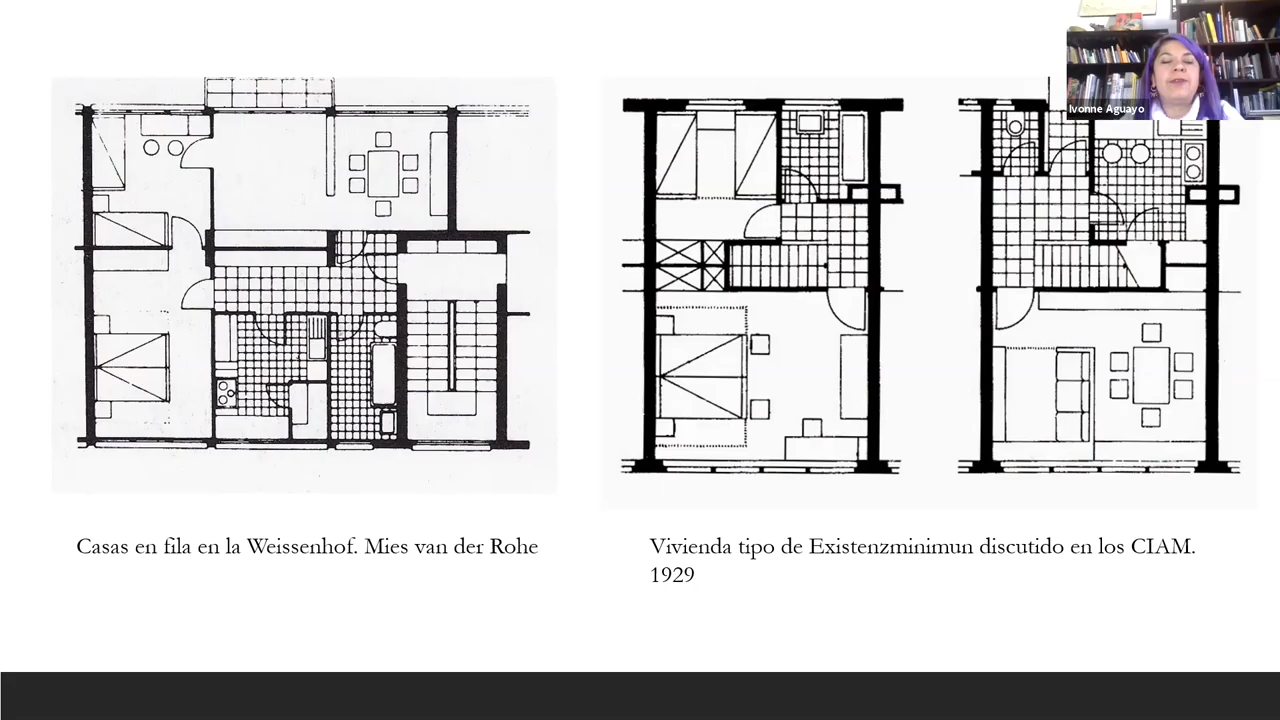 Ivonne Aguayo
Casas en fila en la Weissenhof. Mies van der Rohe
Vivienda tipo de Existenzminimun discutido en los CIAM.
1929